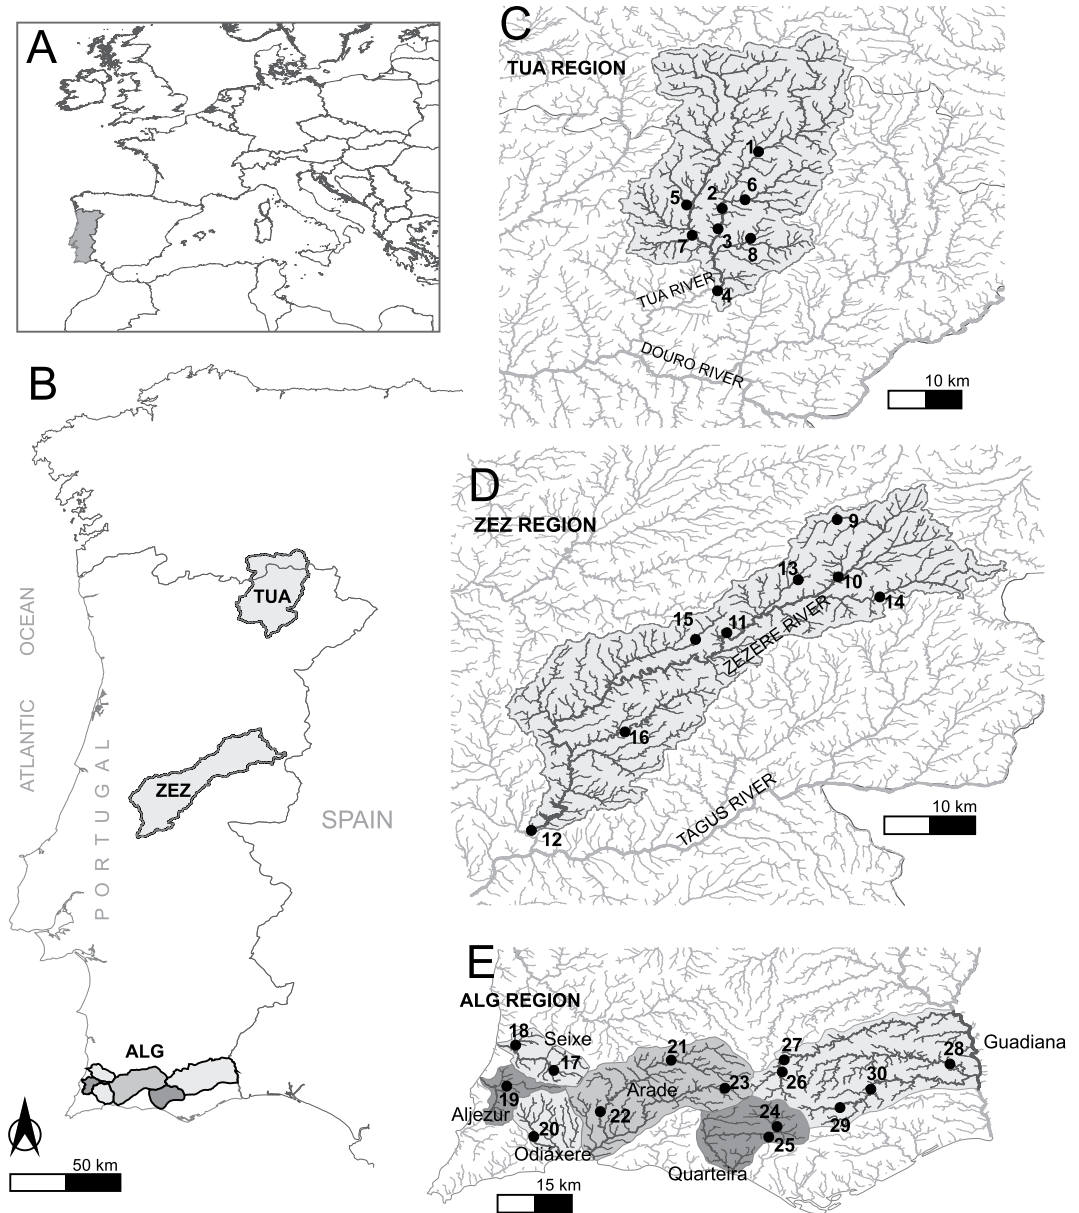 A
B
ATLANTIC OCEAN
PORTUGAL
SPAIN
TUA
ZEZ
ALG
50 km
C
TUA REGION
1
5
2
6
7
3
8
4
TUA RIVER
DOURO RIVER
10 km
D
ZEZ REGION
9
13
10
14
15
11
ZEZERE RIVER
16
12
TAGUS RIVER
10 km
E
ALG REGION
18
Seixe
17
19
Aljezur
20
Odiáxere
21
Arade
22
23
27
26
24
25
Quarteira
28
30
29
Guadiana
15 km